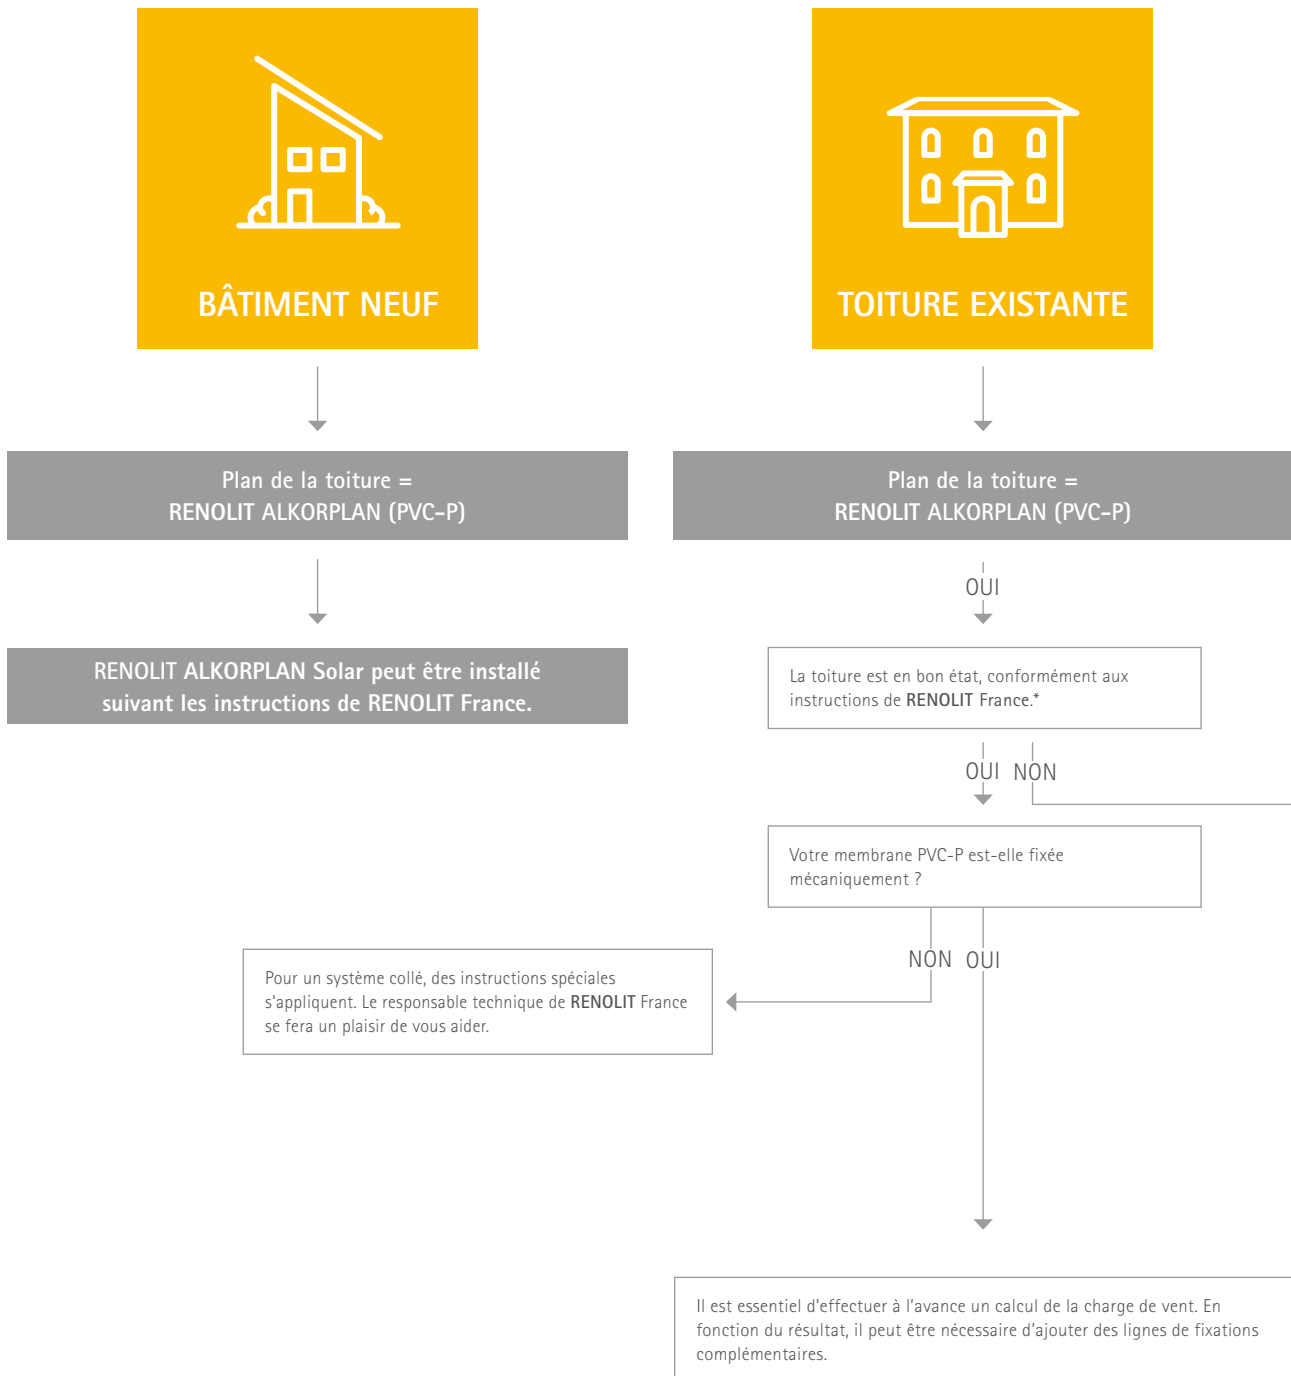 BÂTIMENT NEUF
Plan de la toiture =
RENOLIT ALKORPLAN (PVC-P)
RENOLIT ALKORPLAN Solar peut être installé
suivant les instructions de RENOLIT France.
TOITURE EXISTANTE
Plan de la toiture =
RENOLIT ALKORPLAN (PVC-P)
OUI
La toiture est en bon état, conformément aux
instructions de RENOLIT France.*
OUI NON
Votre membrane PVC-P est-elle fixée
mécaniquement ?
NON OUI
Pour un système collé, des instructions spéciales
s'appliquent. Le responsable technique de RENOLIT France
se fera un plaisir de vous aider.
Il est essentiel d'effectuer à l'avance un calcul de la charge de vent. En
fonction du résultat, il peut être nécessaire d'ajouter des lignes de fixations
complémentaires.